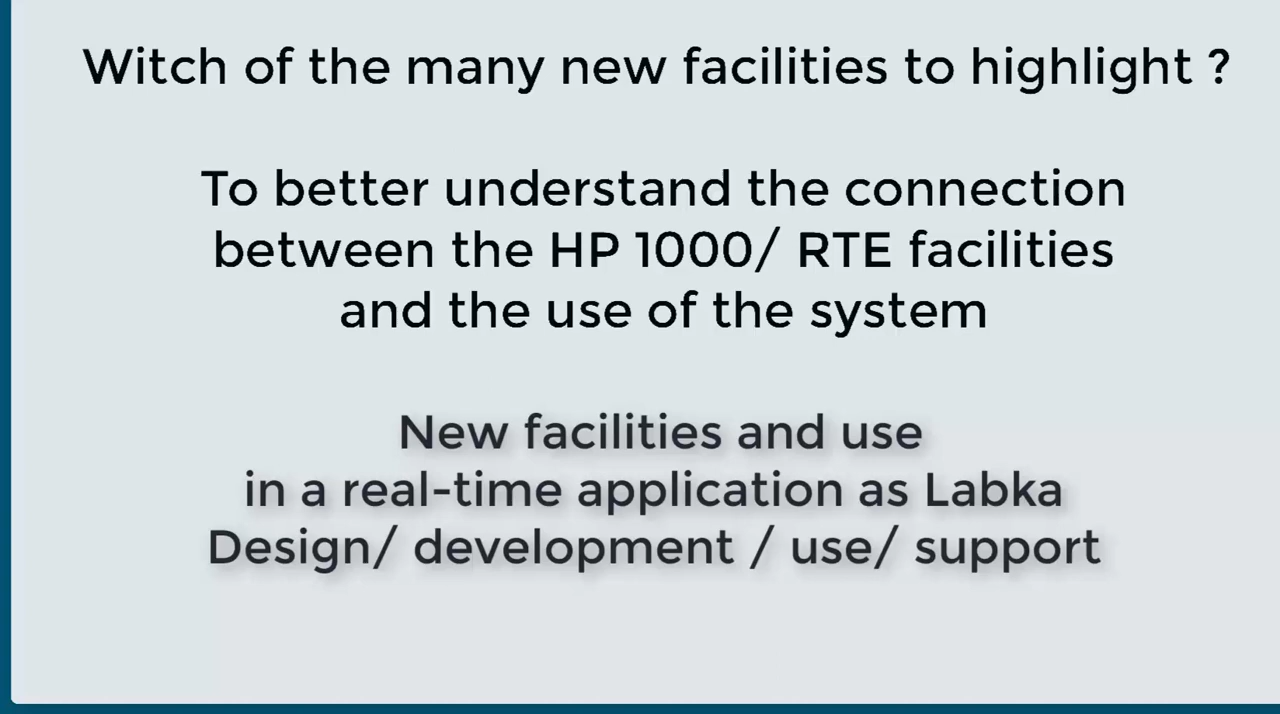 Witch of the many new facilities to highlight ?
To better understand the connection
between the HP 1000/ RTE facilities
and the use of the system
New facilities and use
in a real-time application as Labka
Design/ development / use/ support